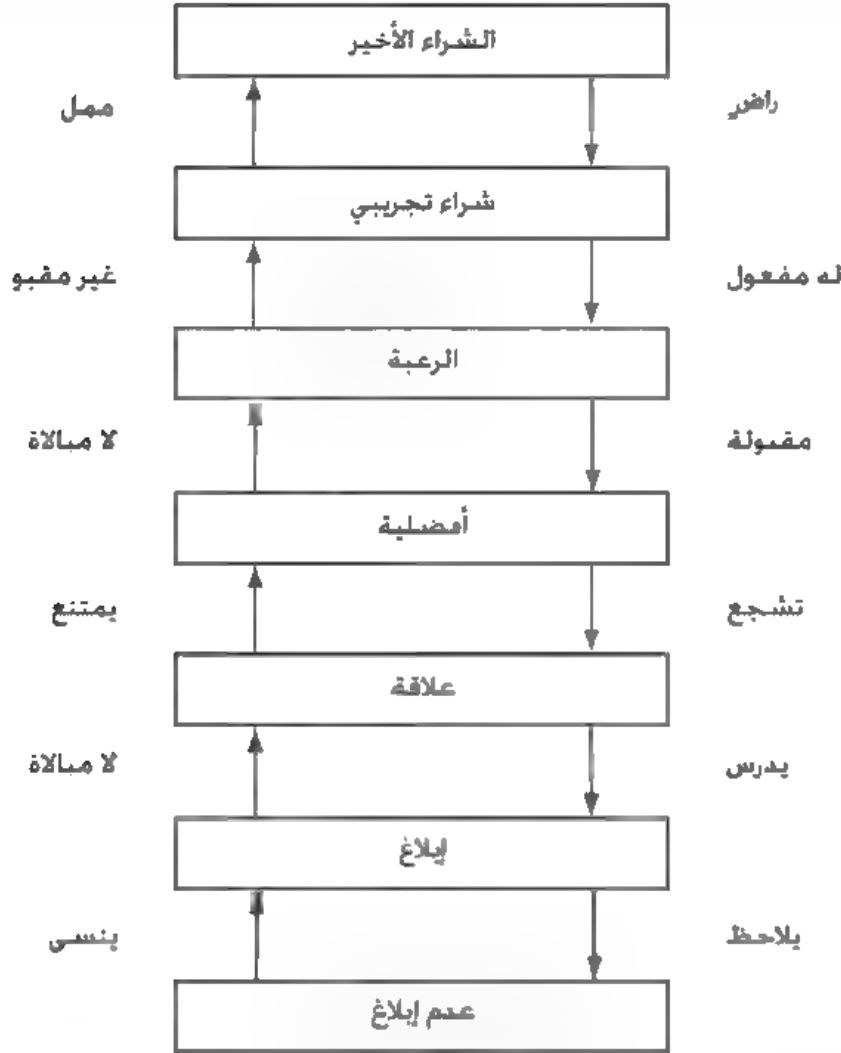 الشراء الأخير
راضٍ
ممل
شراء تجريبي
له مفعول
غير مقبو
الرغبة
مقبولة
لا مبالاة
أفضلية
تشجع
يمتنع
علاقة
يدرس
لا مبالاة
إبلاغ
يلاحظ
ينسى
عدم إبلاغ